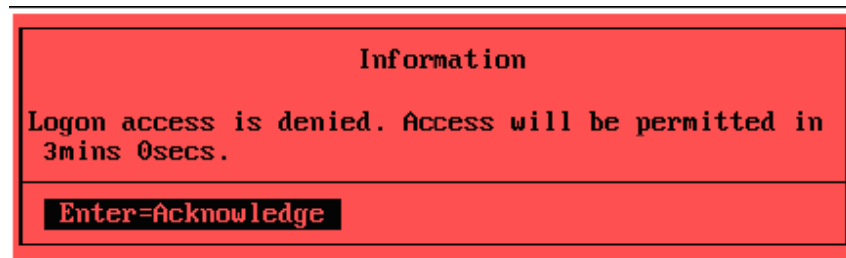 Information
Logon access is denied. Access will be permitted in
3mins 0secs.
Enter=Acknowledge